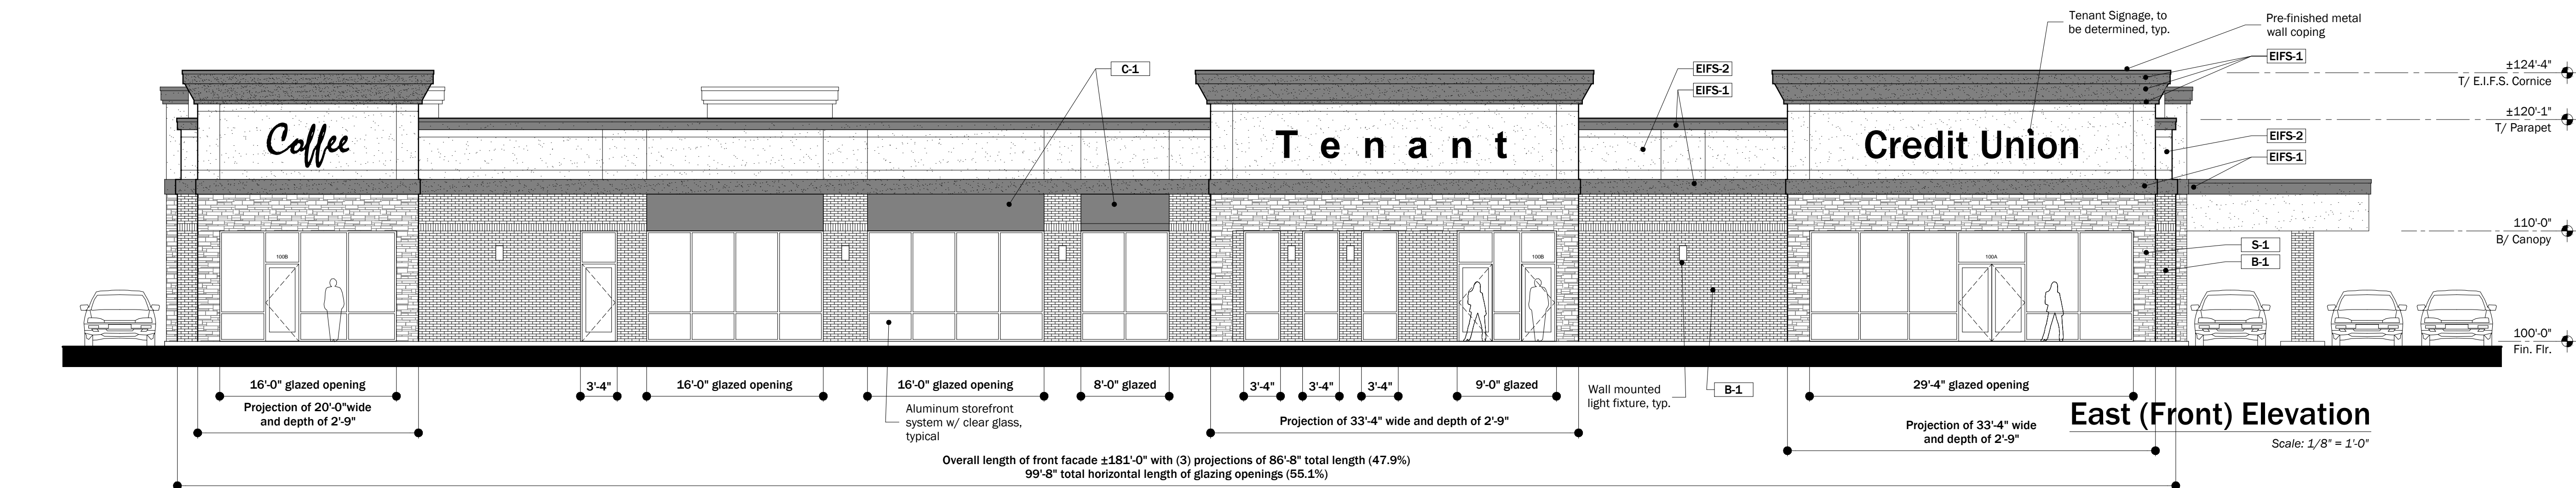 Tenant Signage, to
be determined, typ.
Pre-finished metal
wall coping
EIFS-1
±124'-4"
T/ E.I.F.S. Cornice
C-1
EIFS-2
EIFS-1
±120'-1"
T/ Parapet
EIFS-2
EIFS-1
Coffee
Tenant
Credit Union
110'-0"
B/ Canopy
S-1
B-1
100B
100B
100A
100'-0"
Fin. Flr.
16'-0" glazed opening
3'-4"
16'-0" glazed opening
16'-0" glazed opening
8'-0" glazed
3'-4"
3'-4"
3'-4"
9'-0" glazed
Wall mounted
light fixture, typ.
B-1
29'-4" glazed opening
Projection of 20'-0"wide
and depth of 2'-9"
Aluminum storefront
system w/ clear glass,
typical
Projection of 33'-4" wide and depth of 2'-9"
Projection of 33'-4" wide
and depth of 2'-9"
East (Front) Elevation
Scale: 1/8" = 1'-0"
Overall length of front facade ±181'-0" with (3) projections of 86'-8" total length (47.9%)
99'-8" total horizontal length of glazing openings (55.1%)